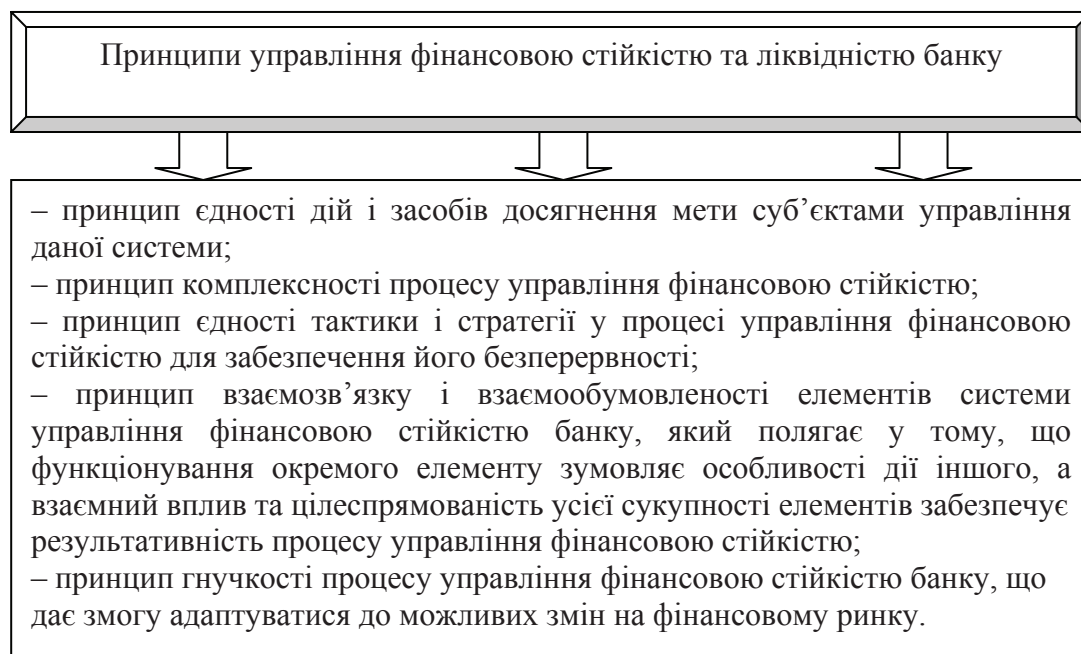 Принципи управління фінансовою стійкістю та ліквідністю банку
– принцип єдності дій і засобів досягнення мети суб’єктами управління
даної системи;
– принцип комплексності процесу управління фінансовою стійкістю;
– принцип єдності тактики і стратегії у процесі управління фінансовою
стійкістю для забезпечення його безперервності;
– принцип взаємозв’язку і взаємообумовленості елементів системи
управління фінансовою стійкістю банку, який полягає у тому, що
функціонування окремого елементу зумовляє особливості дії іншого, а
взаємний вплив та цілеспрямованість усієї сукупності елементів забезпечує
результативність процесу управління фінансовою стійкістю;
– принцип гнучкості процесу управління фінансовою стійкістю банку, що
дає змогу адаптуватися до можливих змін на фінансовому ринку.